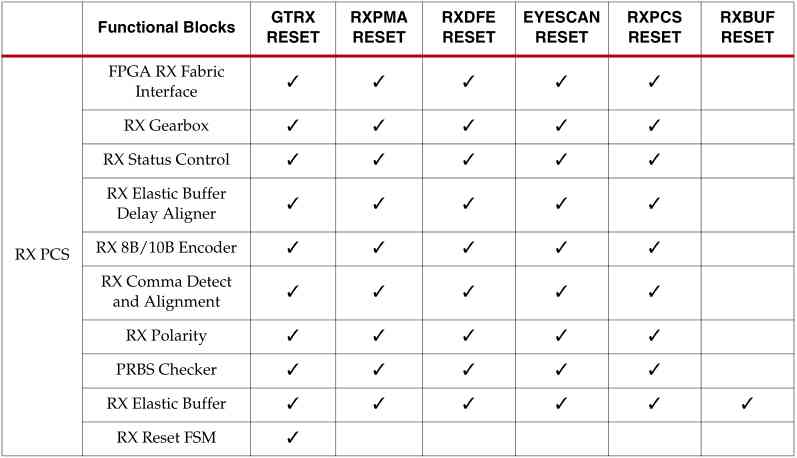 Functional Blocks GTRX RESET RXPMA RESET RXDFE RESET EYESCAN RESET RXPCS RESET RXBUF RESET
RX PCS
FPGA RX Fabric
Interface ✓ ✓ ✓ ✓ ✓
RX Gearbox ✓ ✓ ✓ ✓ ✓
RX Status Control ✓ ✓ ✓ ✓ ✓
RX Elastic Buffer
Delay Aligner ✓ ✓ ✓ ✓ ✓
RX 8B/10B Encoder ✓ ✓ ✓ ✓ ✓
RX Comma Detect
and Alignment ✓ ✓ ✓ ✓ ✓
RX Polarity ✓ ✓ ✓ ✓ ✓
PRBS Checker ✓ ✓ ✓ ✓ ✓
RX Elastic Buffer ✓ ✓ ✓ ✓ ✓ ✓
RX Reset FSM ✓